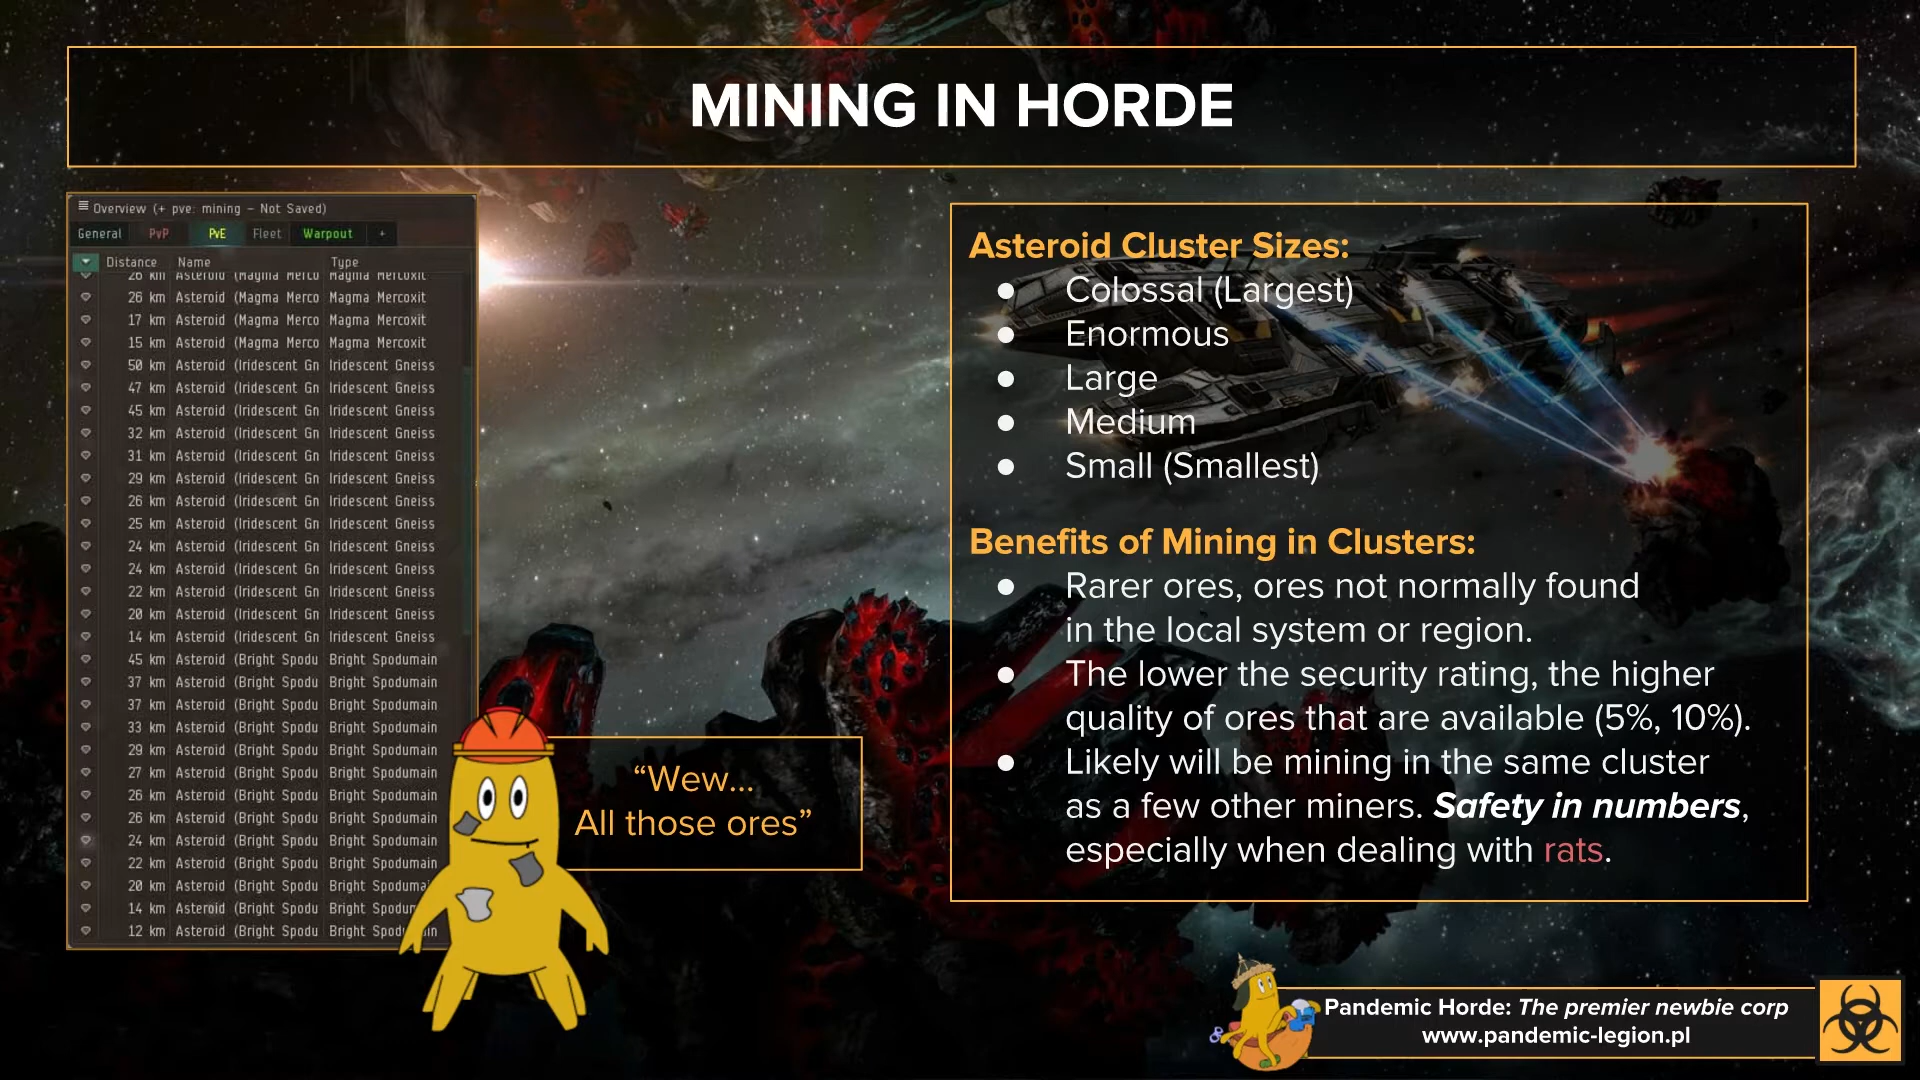 MINING IN HORDE
Overview (+ pve: mining – Not Saved)
General PvP PvE Fleet Warpout +
Distance Name Type
26 km Asteroid (Magma Merco Magma Mercoxit
26 km Asteroid (Magma Merco Magma Mercoxit
17 km Asteroid (Magma Merco Magma Mercoxit
15 km Asteroid (Magma Merco Magma Mercoxit
50 km Asteroid (Iridescent Gn Iridescent Gneiss
47 km Asteroid (Iridescent Gn Iridescent Gneiss
45 km Asteroid (Iridescent Gn Iridescent Gneiss
32 km Asteroid (Iridescent Gn Iridescent Gneiss
31 km Asteroid (Iridescent Gn Iridescent Gneiss
29 km Asteroid (Iridescent Gn Iridescent Gneiss
26 km Asteroid (Iridescent Gn Iridescent Gneiss
25 km Asteroid (Iridescent Gn Iridescent Gneiss
24 km Asteroid (Iridescent Gn Iridescent Gneiss
24 km Asteroid (Iridescent Gn Iridescent Gneiss
22 km Asteroid (Iridescent Gn Iridescent Gneiss
20 km Asteroid (Iridescent Gn Iridescent Gneiss
14 km Asteroid (Iridescent Gn Iridescent Gneiss
45 km Asteroid (Bright Spodu Bright Spodumain
37 km Asteroid (Bright Spodu Bright Spodumain
37 km Asteroid (Bright Spodu Bright Spodumain
33 km Asteroid (Bright Spodu Bright Spodumain
29 km Asteroid (Bright Spodu Bright Spodumain
27 km Asteroid (Bright Spodu Bright Spodumain
26 km Asteroid (Bright Spodu Bright Spodumain
26 km Asteroid (Bright Spodu Bright Spodumain
24 km Asteroid (Bright Spodu Bright Spodumain
22 km Asteroid (Bright Spodu Bright Spodumain
20 km Asteroid (Bright Spodu Bright
14 km Asteroid (Bright Spodu Bright
12 km Asteroid (Bright Spodu Bright
“Wew...
All those ores”
Asteroid Cluster Sizes:
● Colossal (Largest)
● Enormous
● Large
● Medium
● Small (Smallest)
Benefits of Mining in Clusters:
● Rarer ores, ores not normally found
in the local system or region.
● The lower the security rating, the higher
quality of ores that are available (5%, 10%).
● Likely will be mining in the same cluster
as a few other miners. Safety in numbers,
especially when dealing with rats.
Pandemic Horde: The premier newbie corp
www.pandemic-legion.pl